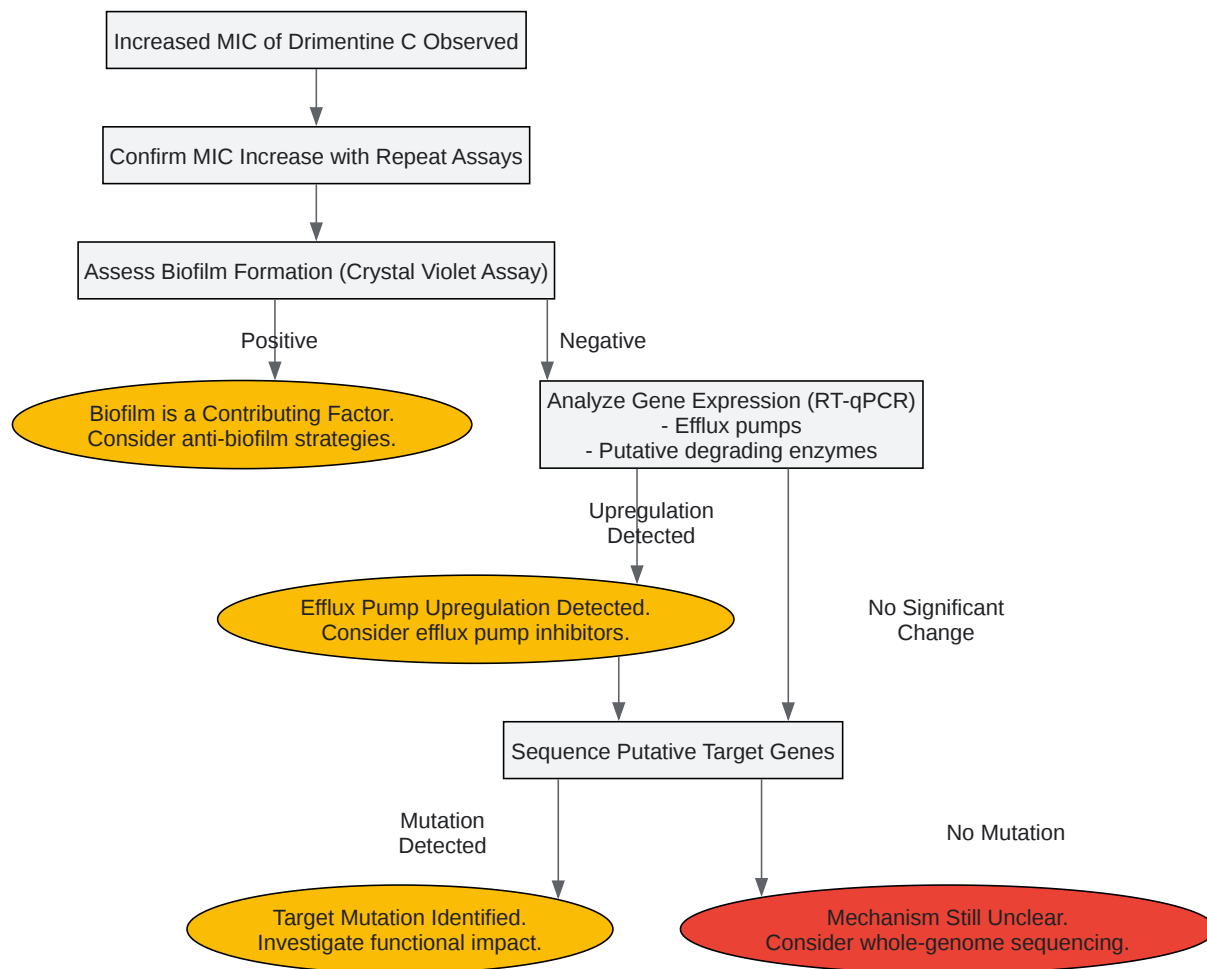 Increased MIC of Drimentine C Observed
Confirm MIC Increase with Repeat Assays
Assess Biofilm Formation (Crystal Violet Assay)
Positive
Negative
Biofilm is a Contributing Factor.
Consider anti-biofilm strategies.
Analyze Gene Expression (RT-qPCR)
- Efflux pumps
- Putative degrading enzymes
Upregulation
Detected
Efflux Pump Upregulation Detected.
Consider efflux pump inhibitors.
No Significant
Change
Sequence Putative Target Genes
Mutation
Detected
No Mutation
Target Mutation Identified.
Investigate functional impact.
Mechanism Still Unclear.
Consider whole-genome sequencing.